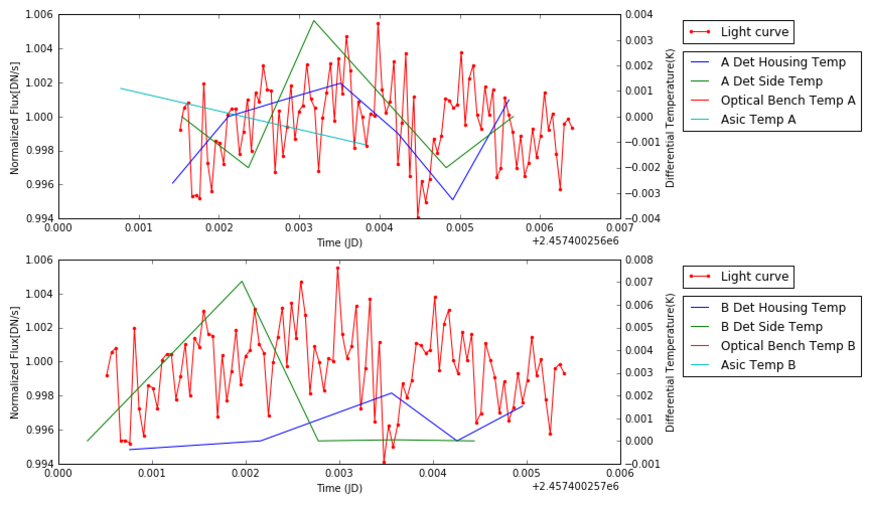 1.006
1.004
1.002
1.000
0.998
0.996
0.994
Normalized Flux[DN/s]
0.000 0.001 0.002 0.003 0.004 0.005 0.006 0.007
Time (JD)
+2.457400256e6
0.004
0.003
0.002
0.001
0.000
−0.001
−0.002
−0.003
−0.004
Differential Temperature(K)
Light curve
A Det Housing Temp
A Det Side Temp
Optical Bench Temp A
Asic Temp A
1.006
1.004
1.002
1.000
0.998
0.996
0.994
Normalized Flux[DN/s]
0.000 0.001 0.002 0.003 0.004 0.005 0.006
Time (JD)
+2.457400257e6
0.008
0.007
0.006
0.005
0.004
0.003
0.002
0.001
0.000
−0.001
Differential Temperature(K)
Light curve
B Det Housing Temp
B Det Side Temp
Optical Bench Temp B
Asic Temp B